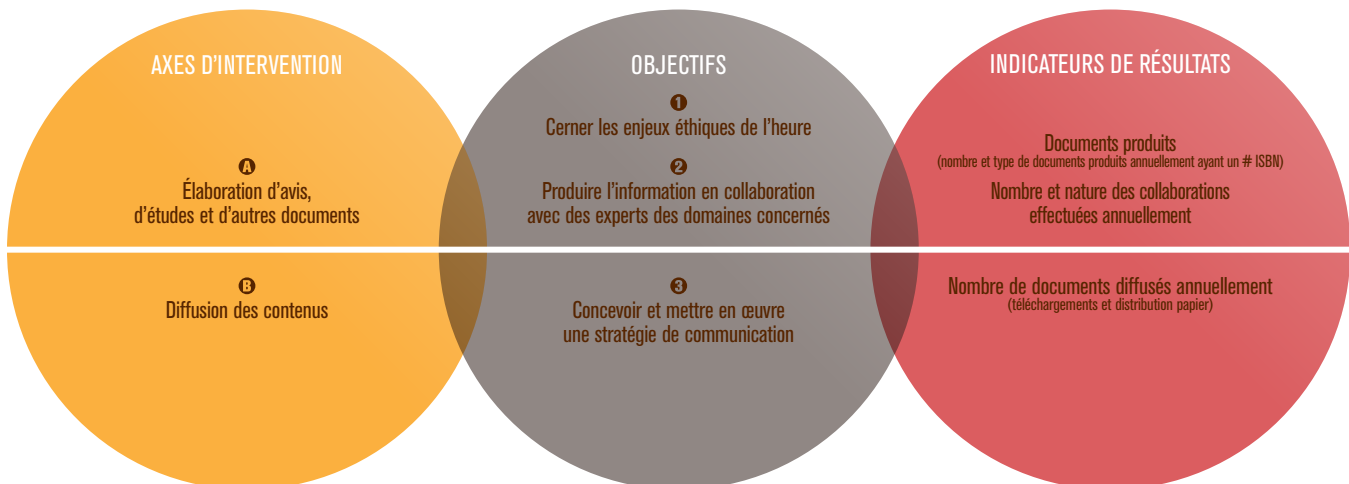 AXES D'INTERVENTION
A
Élaboration d'avis,
d'études et d'autres documents
B
Diffusion des contenus
OBJECTIFS
1
Cerner les enjeux éthiques de l'heure
2
Produire l'information en collaboration
avec des experts des domaines concernés
3
Concevoir et mettre en œuvre
une stratégie de communication
INDICATEURS DE RÉSULTATS
Documents produits
(nombre et type de documents produits annuellement ayant un # ISBN)
Nombre et nature des collaborations
effectuées annuellement
Nombre de documents diffusés annuellement
(téléchargements et distribution papier)